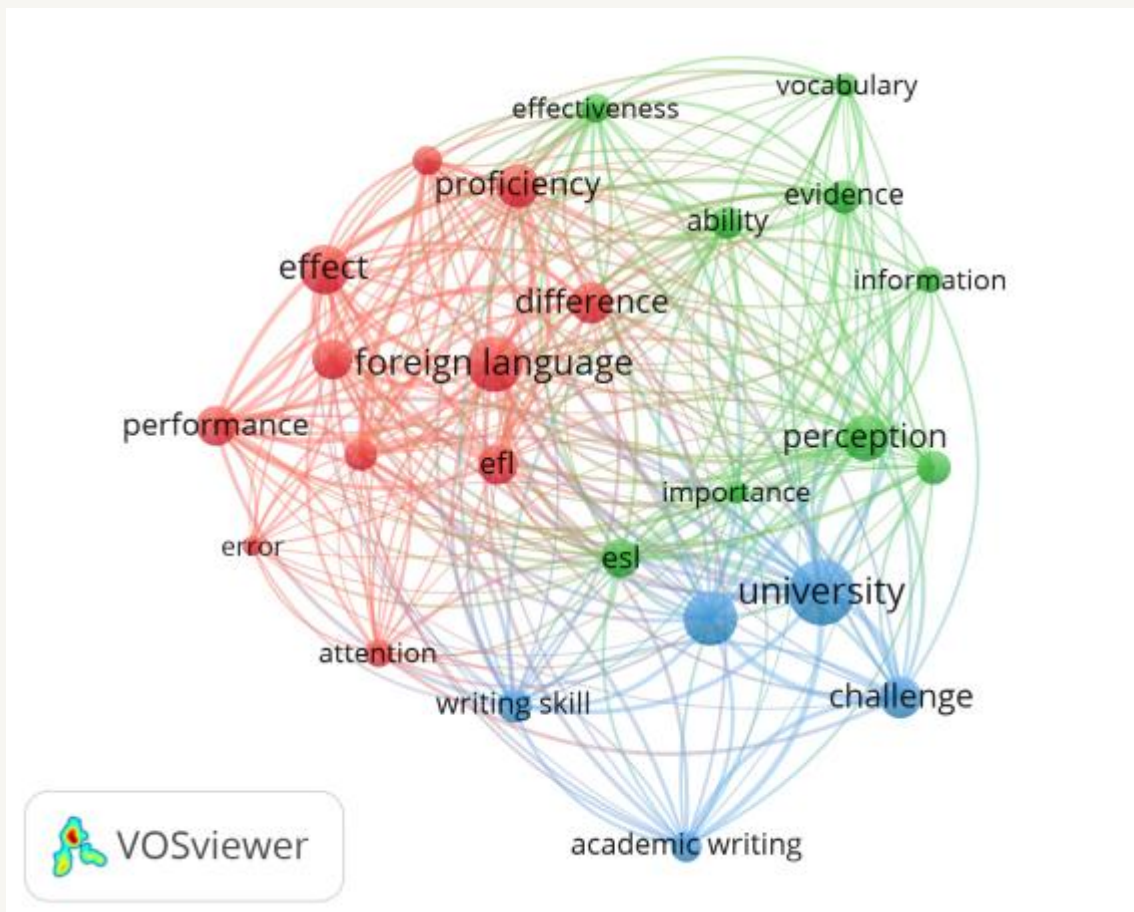 vocabulary
effectiveness
proficiency
evidence
ability
effect
information
difference
foreign language
performance
perception
efl
importance
error
esl
university
attention
writing skill
challenge
academic writing
VOSviewer